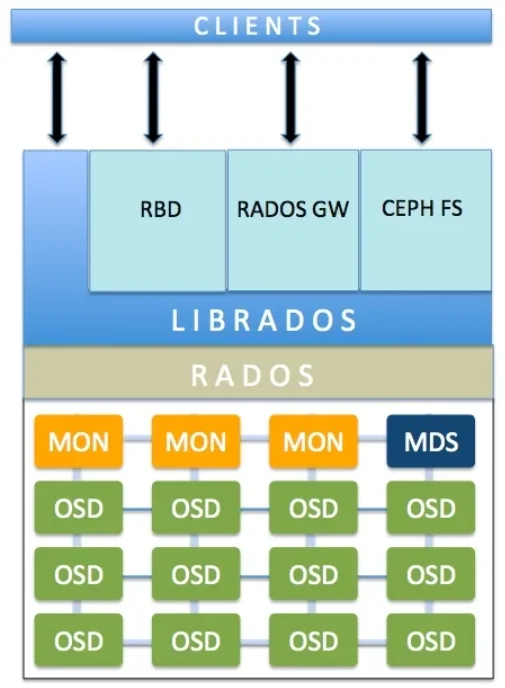 CLIENTS
RBD RADOS GW CEPH FS
LIBRADOS
RADOS
MON MON MON MDS
OSD OSD OSD OSD
OSD OSD OSD OSD
OSD OSD OSD OSD